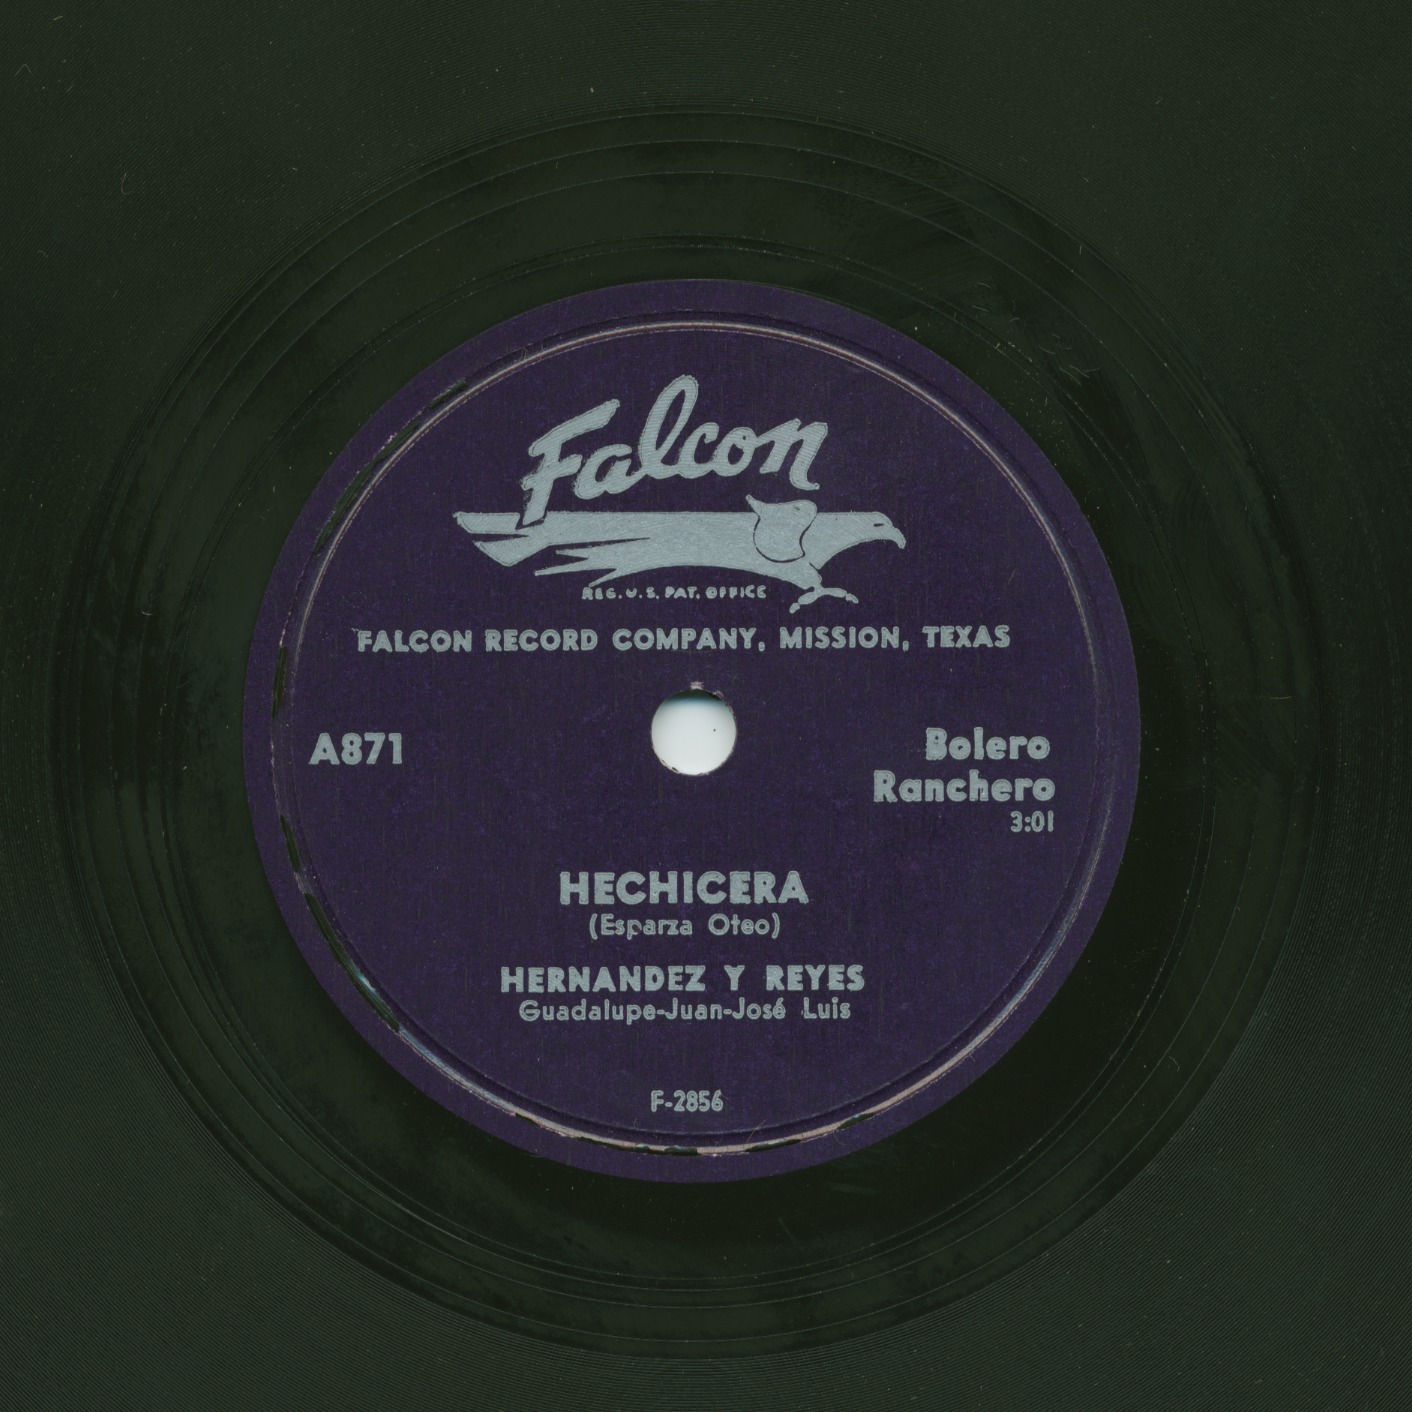 Falcon
REG. U. S. PAT. OFFICE
FALCON RECORD COMPANY, MISSION, TEXAS
A871
Bolero
Ranchero
3:01
HECHICERA
(Esparza Oteo)
HERNANDEZ Y REYES
Guadalupe-Juan-José Luis
F-2856